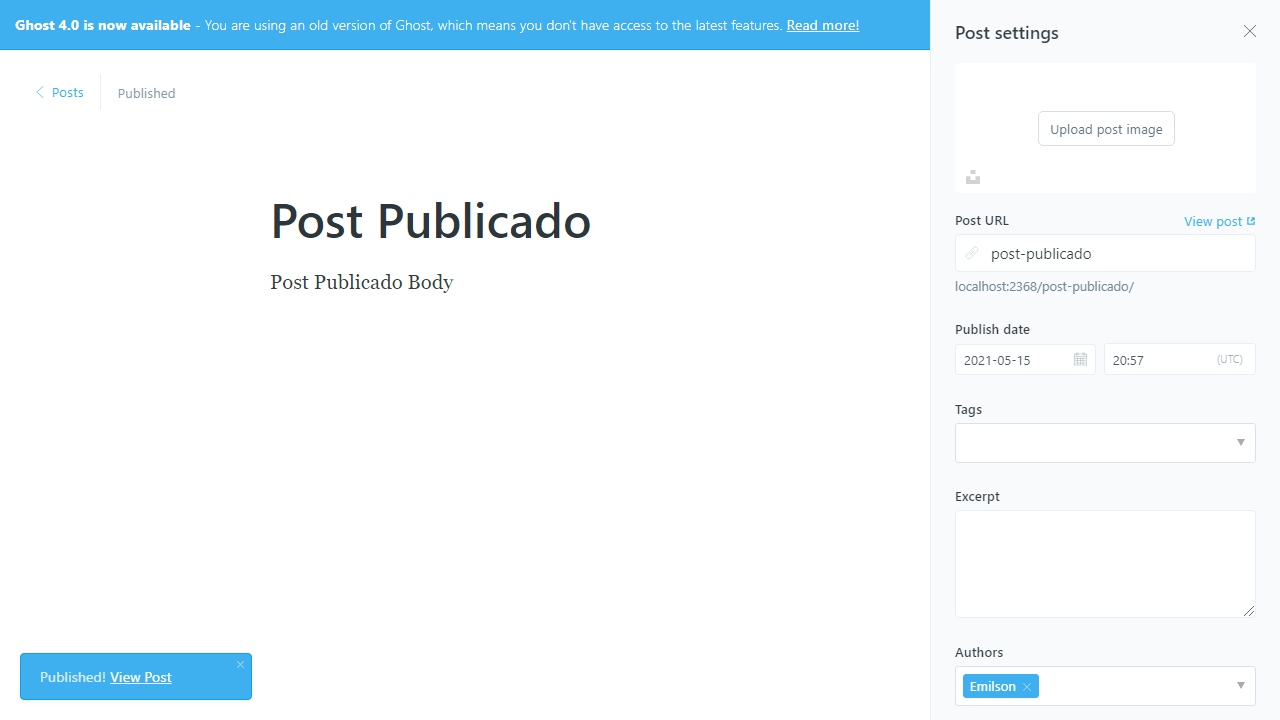 Ghost 4.0 is now available - You are using an old version of Ghost, which means you don't have access to the latest features. Read more!
Posts
Published
Post Publicado
Post Publicado Body
Published! View Post
Post settings
Upload post image
Post URL
View post
post-publicado
localhost:2368/post-publicado/
Publish date
2021-05-15
20:57
(UTC)
Tags
Excerpt
Authors
Emilson